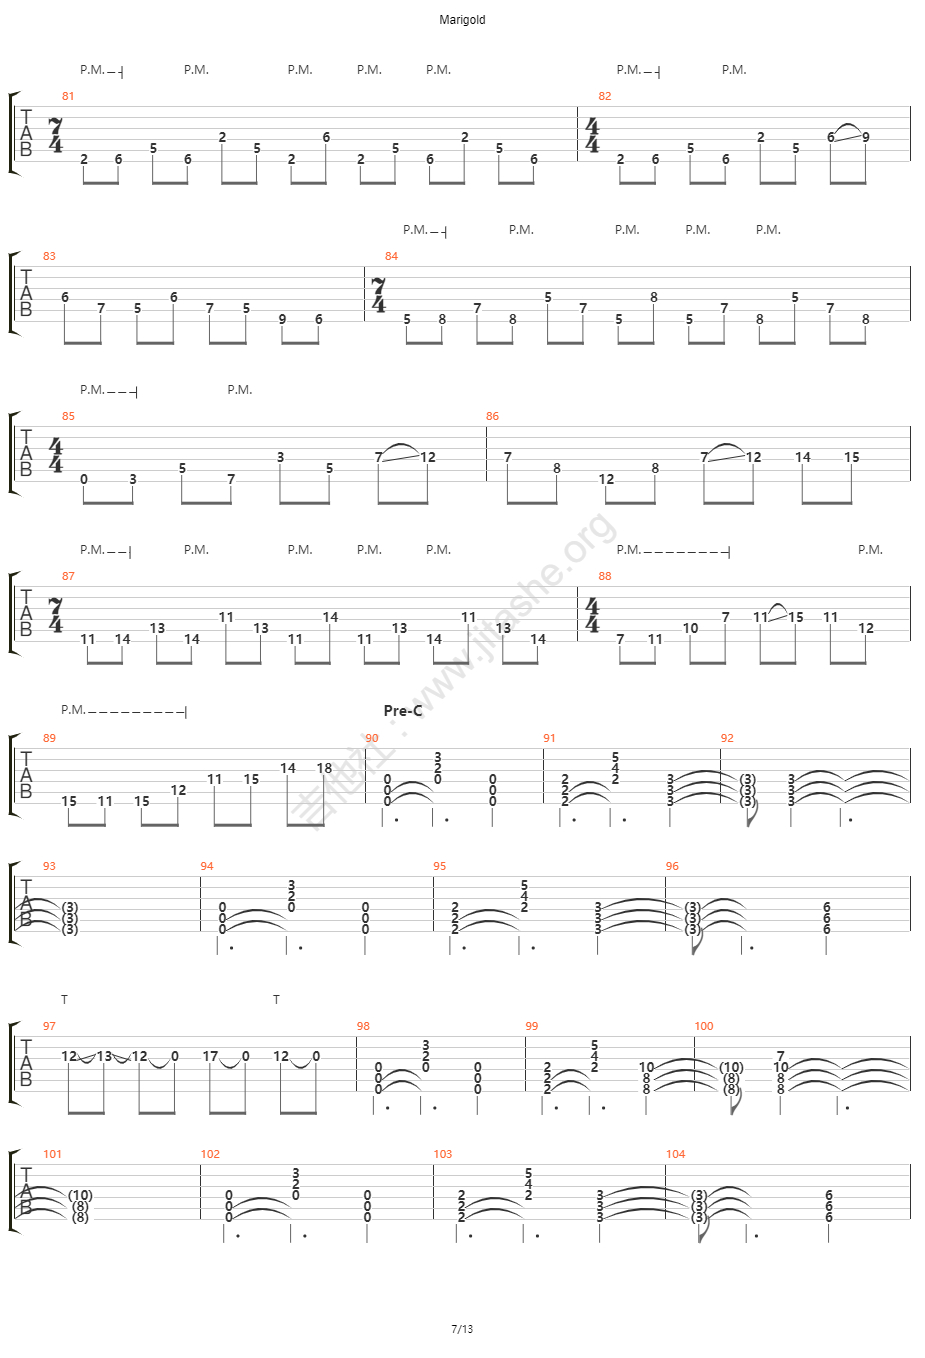 Marigold
P.M. P.M. P.M. P.M. P.M. P.M. P.M.
81 82
T A B 7 4 2 6 5 6 2 5 2 6 2 5 6 2 5 6 4 4 2 6 5 6 2 5 6 9
P.M. P.M. P.M. P.M. P.M.
83 84
T A B 6 7 5 6 7 5 9 6 7 4 5 8 7 8 5 7 5 8 5 7 8 5 7 8
P.M. P.M.
85 86
T A B 4 4 0 3 5 7 3 5 7 12 7 8 12 8 7 12 14 15
P.M. P.M. P.M. P.M. P.M. P.M. P.M.
87 88
T A B 7 4 11 14 13 14 11 13 11 14 11 13 14 11 13 14 4 4 7 11 10 7 11 15 11 12
P.M. Pre-C
89 90 91 92
T A B 15 11 15 12 11 15 14 18 0 0 0 3 2 0 0 0 0 2 2 2 5 4 2 3 3 3 (3) (3) (3) 3 3 3
93 94 95 96
T A B (3) (3) (3) 0 0 0 3 2 0 0 0 0 2 2 2 5 4 2 3 3 3 (3) (3) (3) 6 6 6
T T
97 98 99 100
T A B 12 13 12 0 17 0 12 0 0 0 0 3 2 0 0 0 0 2 2 2 5 4 2 10 8 8 (10) (8) (8) 7 10 8 8
101 102 103 104
T A B (10) (8) (8) 0 0 0 3 2 0 0 0 0 2 2 2 5 4 2 3 3 3 (3) (3) (3) 6 6 6
吉他社：www.jitashe.org
7/13